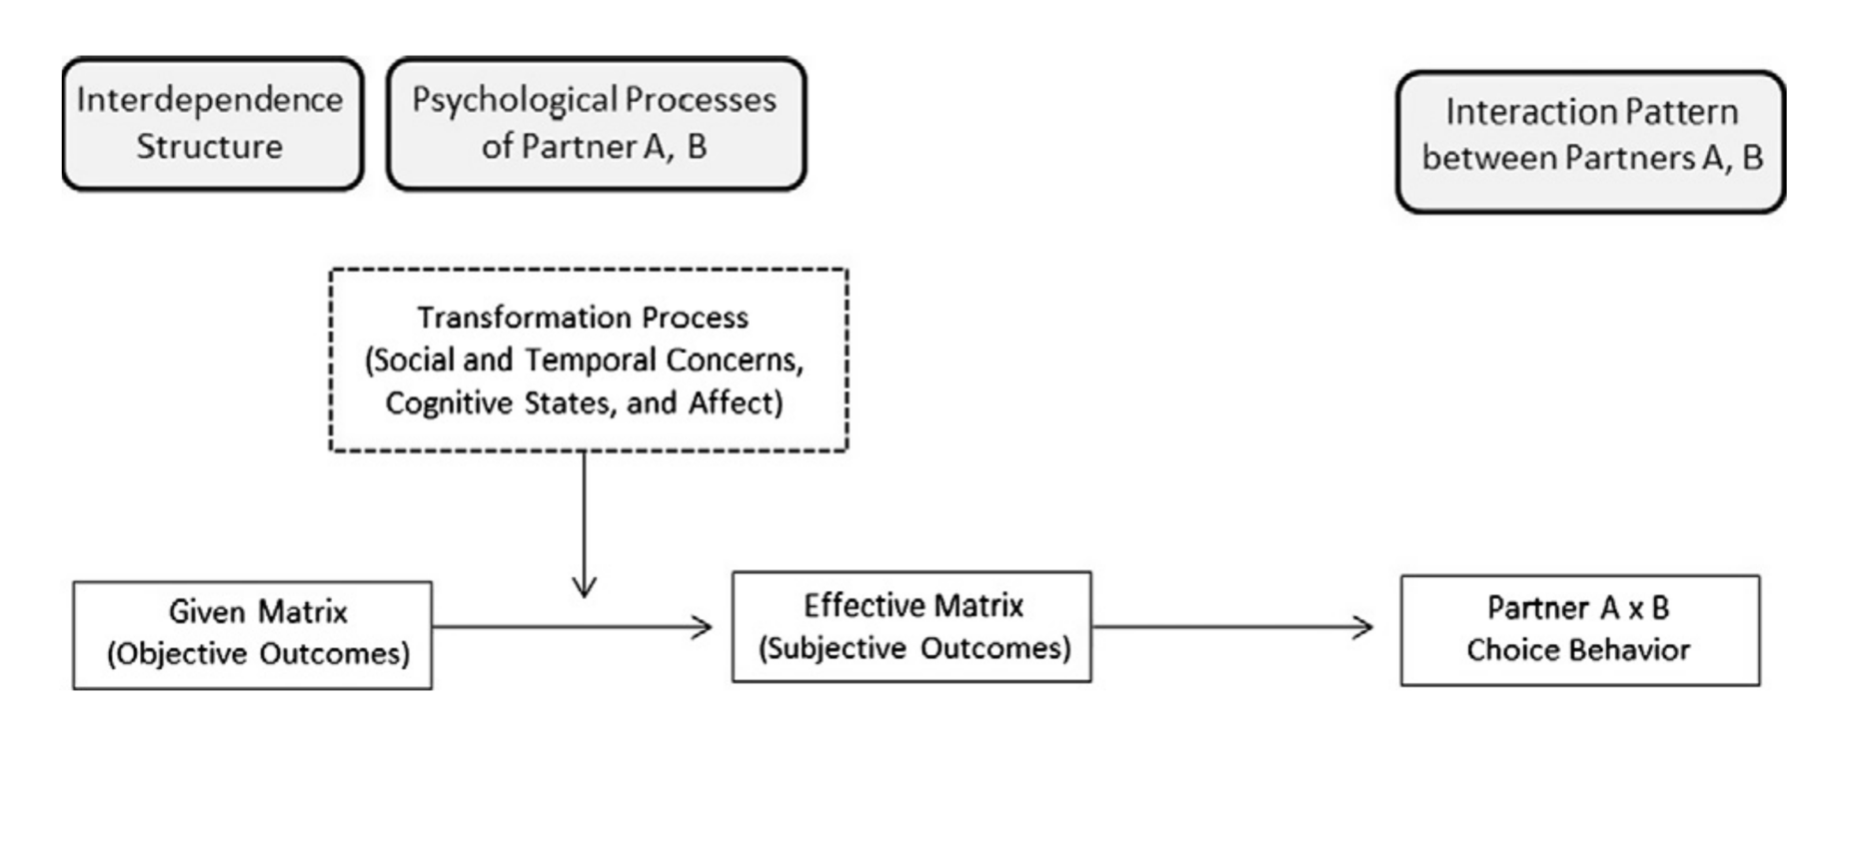 Interdependence
Structure
Psychological Processes
of Partner A, B
Interaction Pattern
between Partners A, B
Transformation Process
(Social and Temporal Concerns,
Cognitive States, and Affect)
Given Matrix
(Objective Outcomes)
Effective Matrix
(Subjective Outcomes)
Partner A x B
Choice Behavior